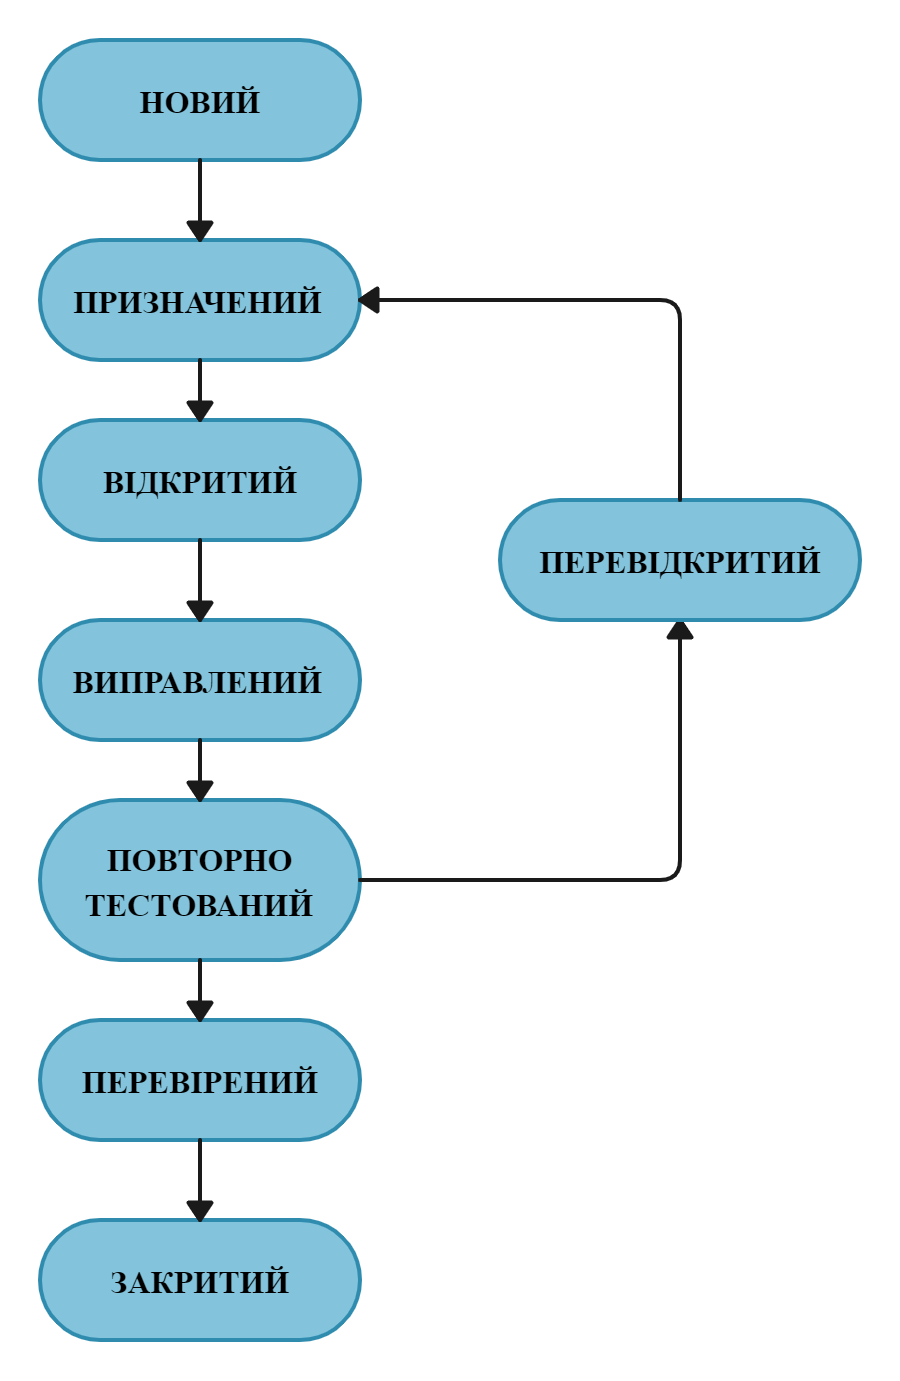 НОВИЙ
ПРИЗНАЧЕНИЙ
ВІДКРИТИЙ
ПЕРЕВІДКРИТИЙ
ВИПРАВЛЕНИЙ
ПОВТОРНО
ТЕСТОВАНИЙ
ПЕРЕВІРЕНИЙ
ЗАКРИТИЙ